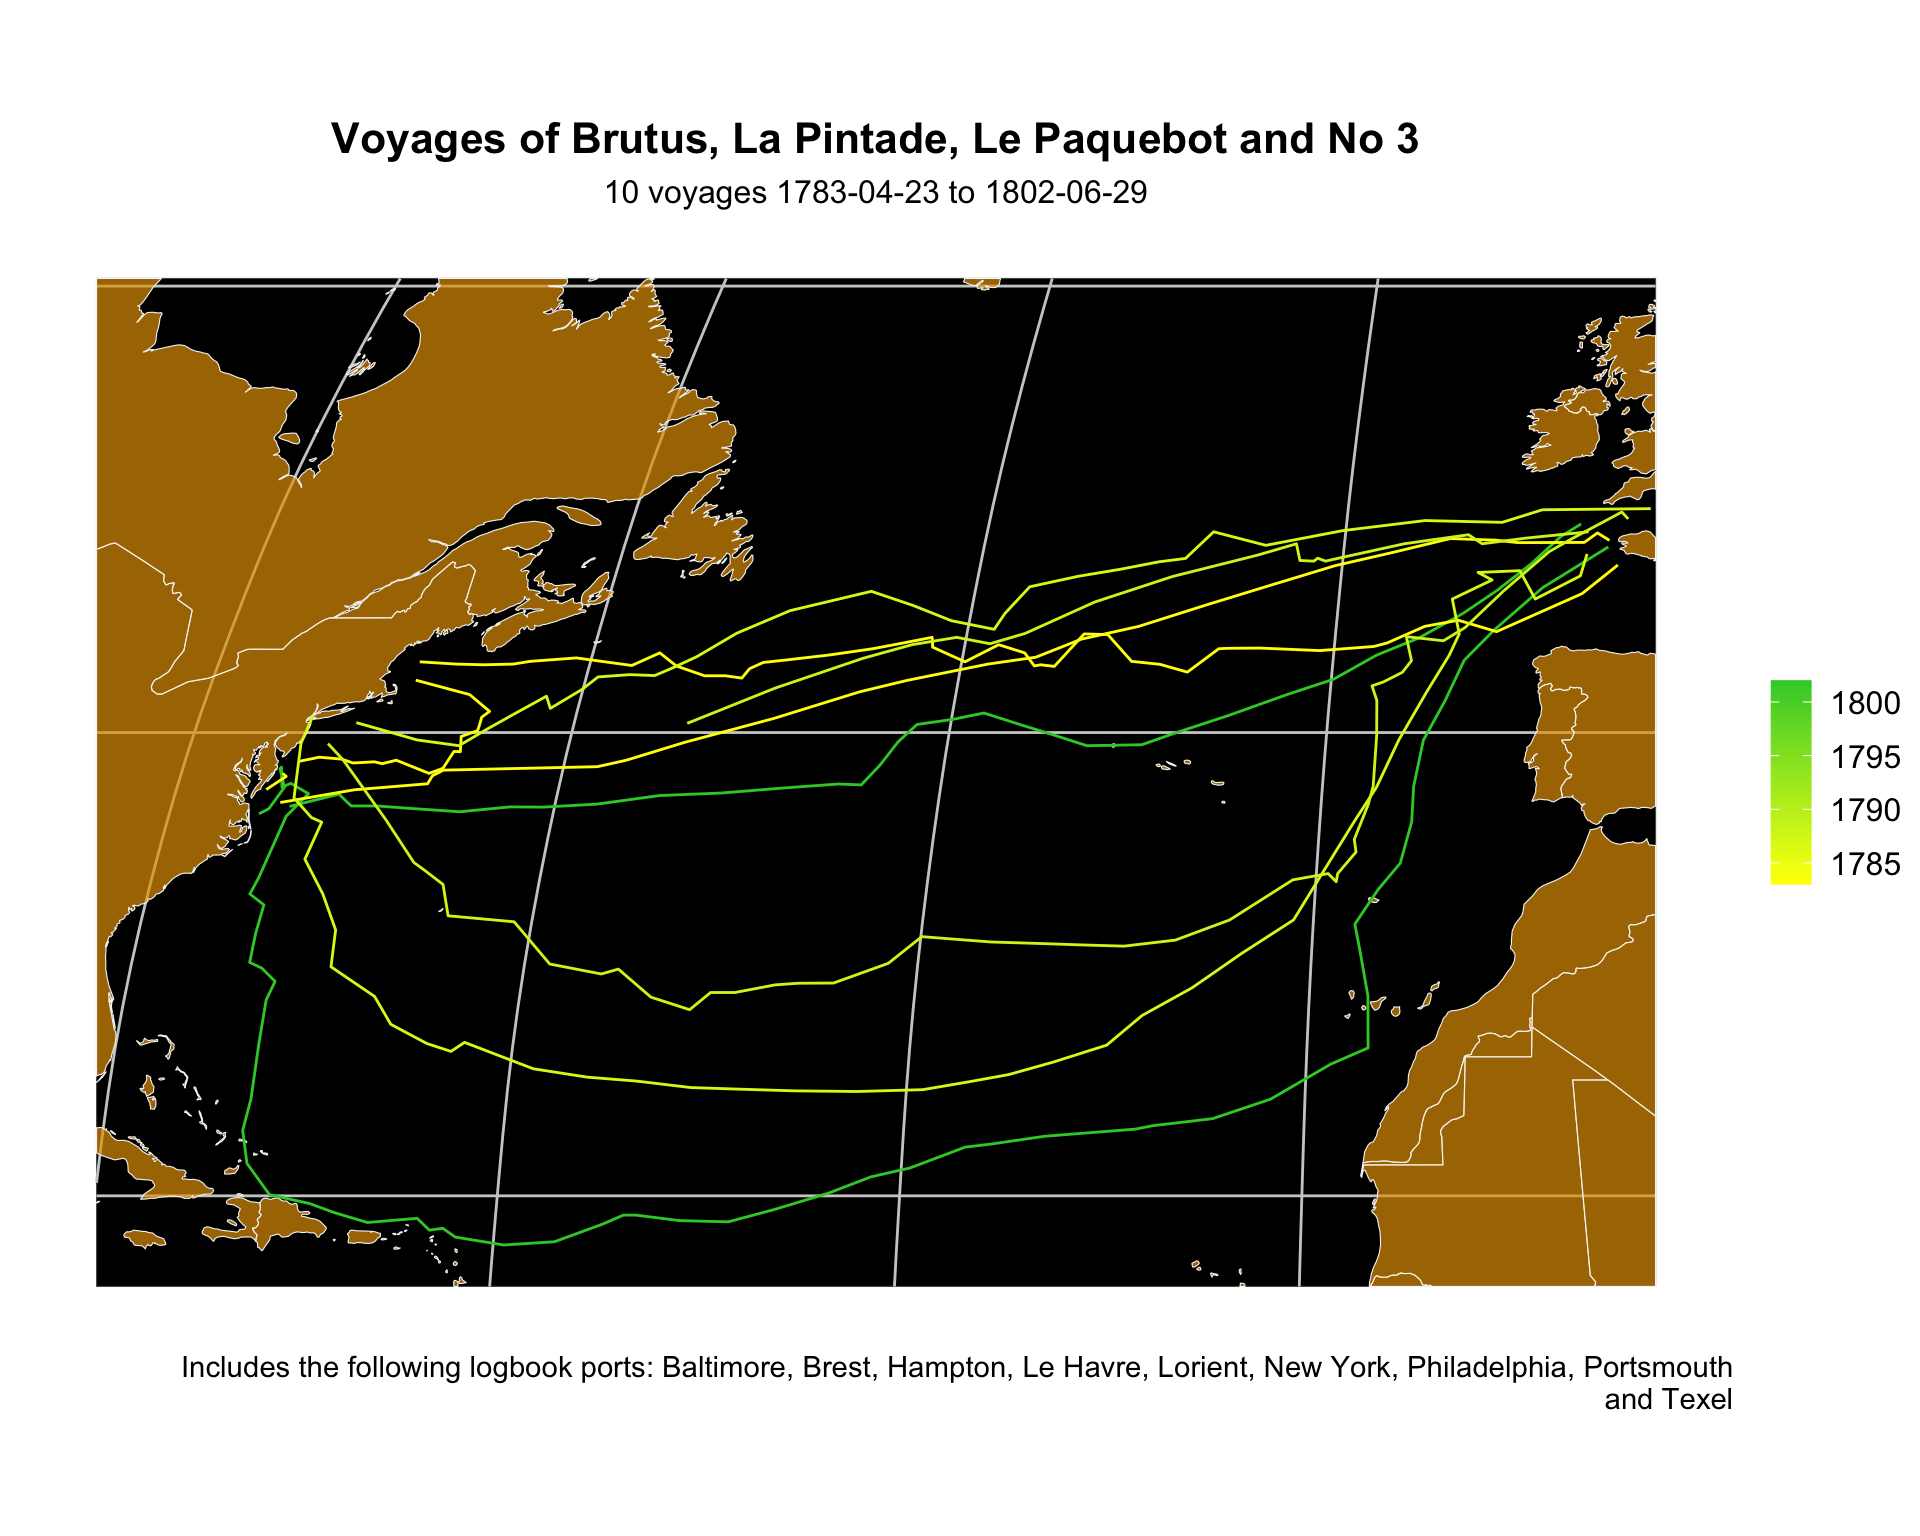 Voyages of Brutus, La Pintade, Le Paquebot and No 3
10 voyages 1783-04-23 to 1802-06-29
1800
1795
1790
1785
Includes the following logbook ports: Baltimore, Brest, Hampton, Le Havre, Lorient, New York, Philadelphia, Portsmouth
and Texel